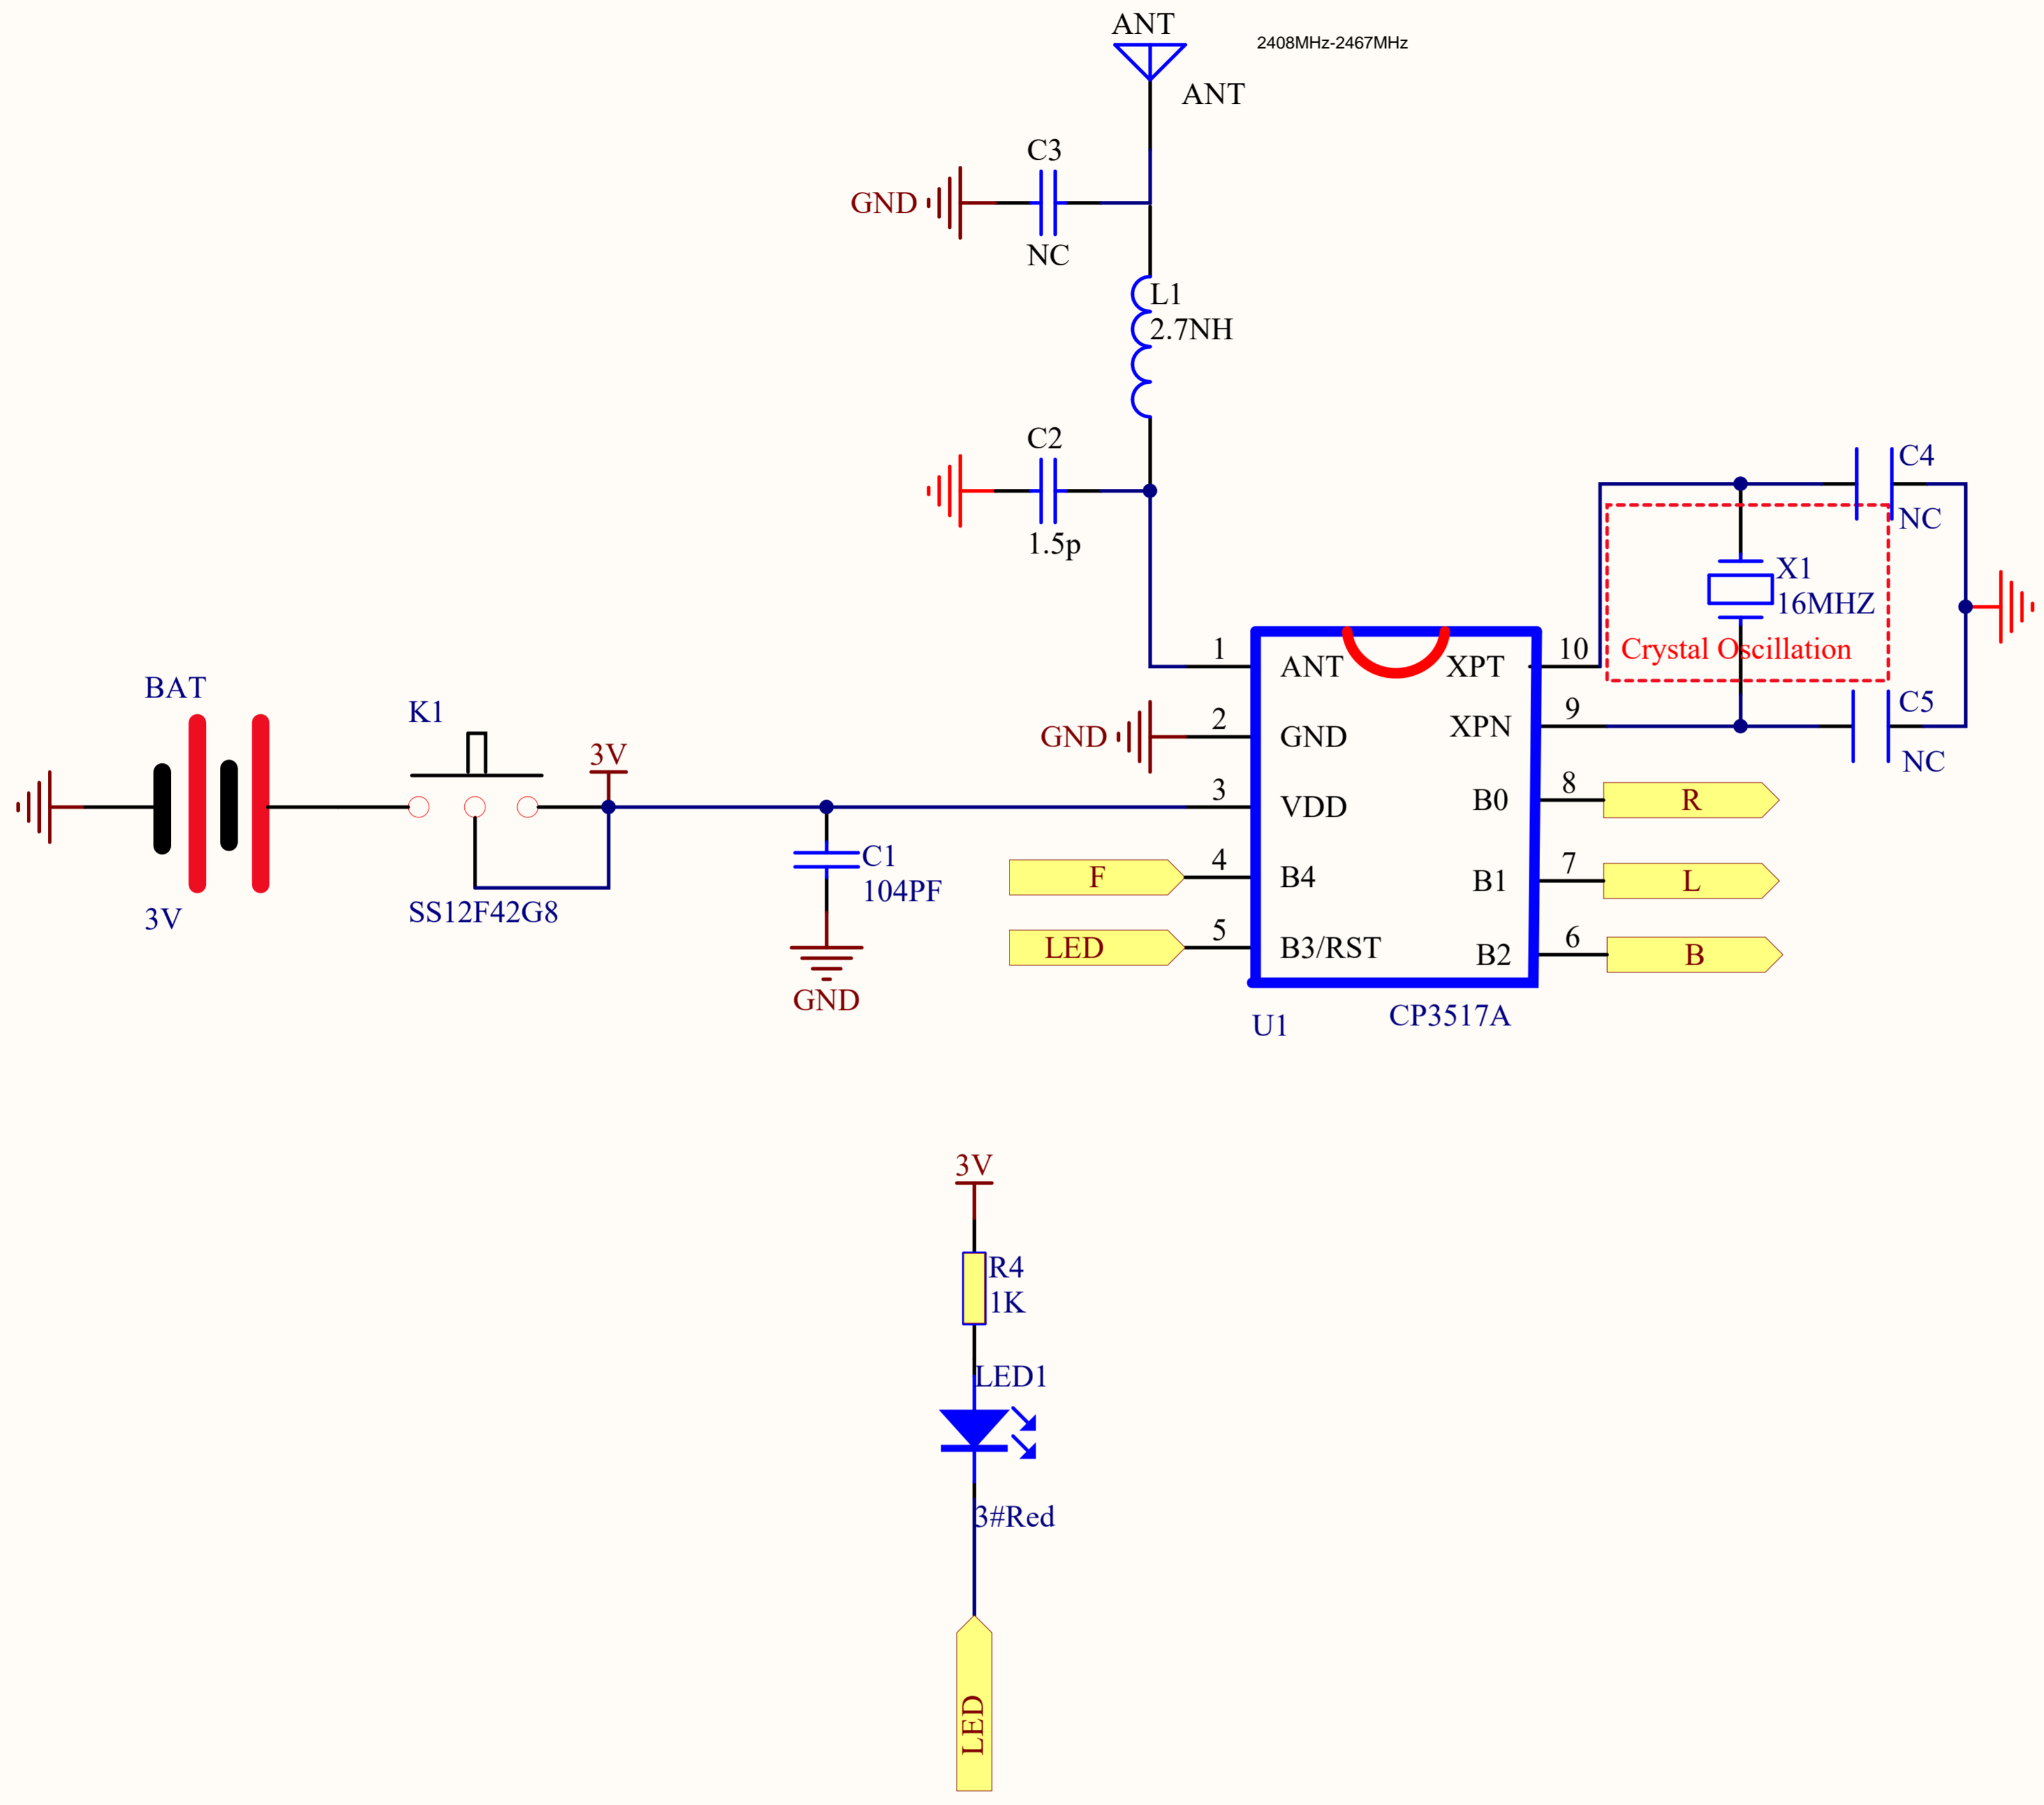 ANT
2408MHz-2467MHz
ANT
C3
GND
NC
L1
2.7NH
C2
1.5p
C4
NC
X1
16MHZ
Crystal Oscillation
C5
NC
BAT
3V
K1
SS12F42G8
3V
C1
104PF
GND
GND
1
ANT
2
GND
3
VDD
F
4
B4
LED
5
B3/RST
XPT
10
XPN
9
B0
8
R
B1
7
L
B2
6
B
U1
CP3517A
3V
R4
1K
LED1
3#Red
LED